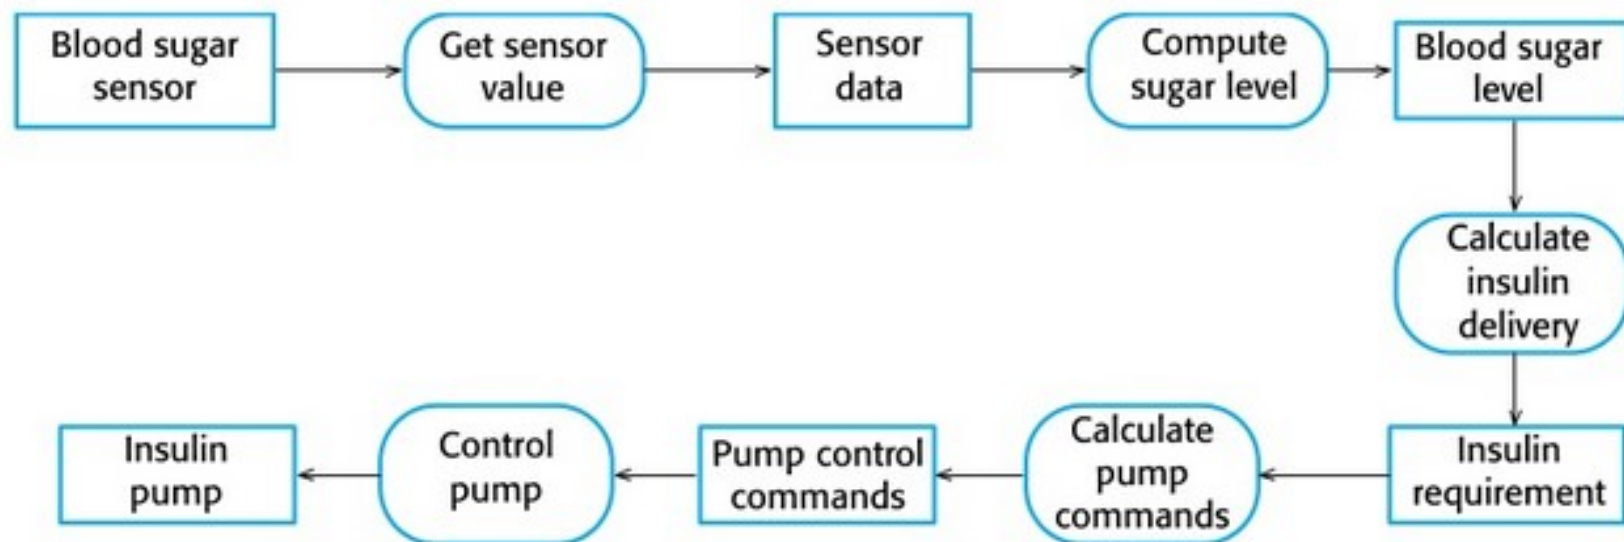 Blood sugar
sensor
Get sensor
value
Sensor
data
Compute
sugar level
Blood sugar
level
Calculate
insulin
delivery
Insulin
requirement
Calculate
pump
commands
Pump control
commands
Control
pump
Insulin
pump